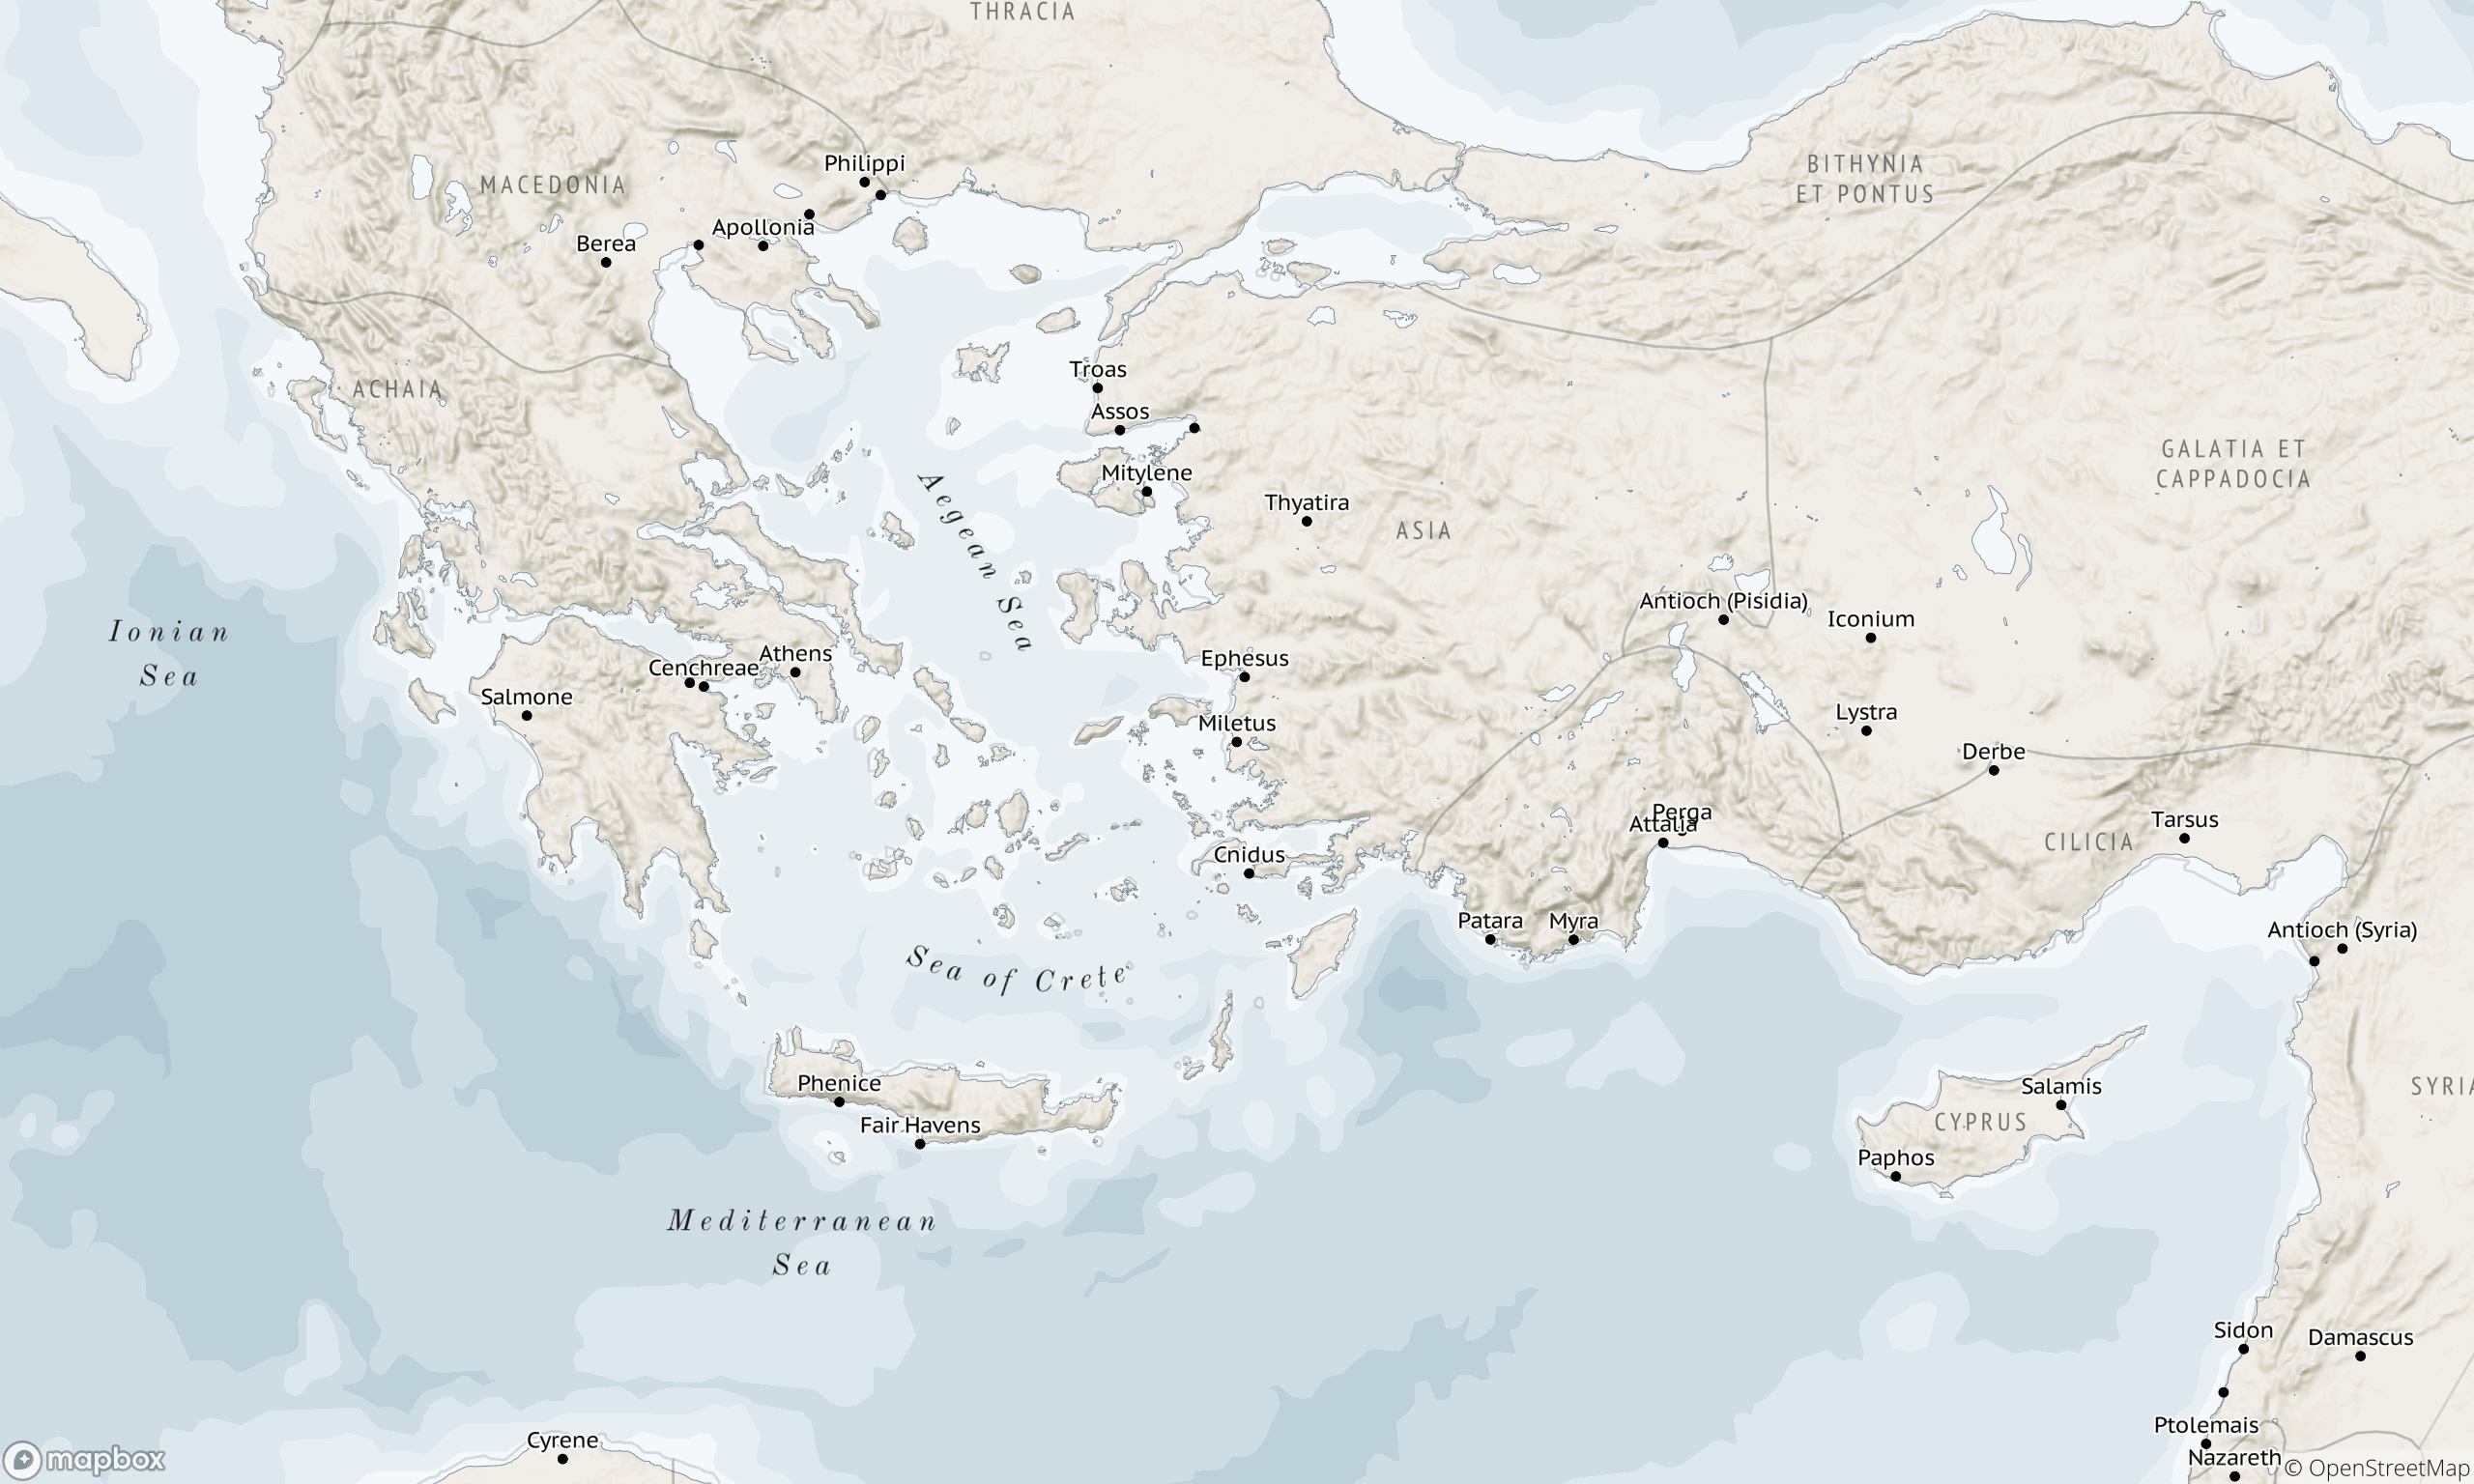 THRACIA
Philippi
MACEDONIA
BITHYNIA
ET PONTUS
Apollonia
Berea
Troas
ACHAIA
Assos
GALATIA ET
CAPPADOCIA
Mitylene
Aegean Sea
Thyatira
ASIA
Antioch (Pisidia)
Iconium
Ionian
Sea
Athens
Cenchreae
Ephesus
Salmone
Miletus
Lystra
Derbe
Perga
Attalia
Tarsus
CILICIA
Cnidus
Patara
Myra
Antioch (Syria)
Sea of Crete
Phenice
Salamis
SYRIA
Fair Havens
CYPRUS
Paphos
Mediterranean
Sea
Sidon
Damascus
Ptolemais
Cyrene
Nazareth
mapbox
© OpenStreetMap